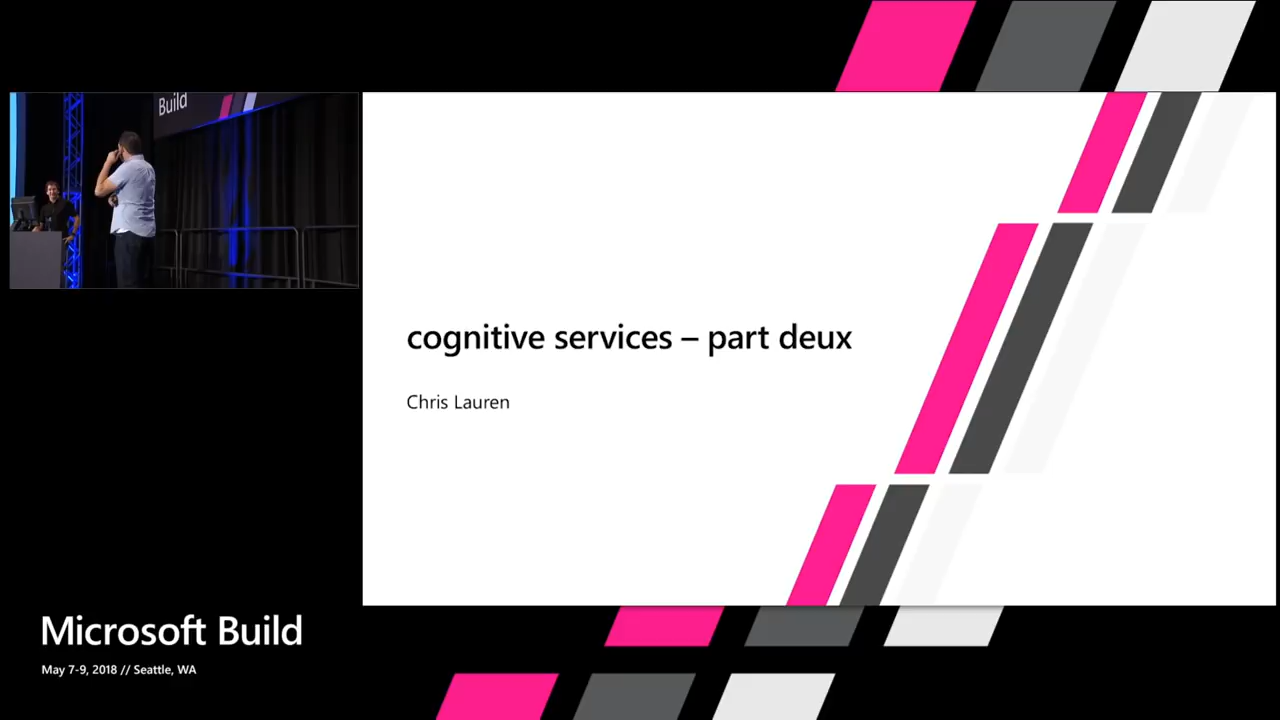 Build
cognitive services – part deux
Chris Lauren
Microsoft Build
May 7-9, 2018 // Seattle, WA